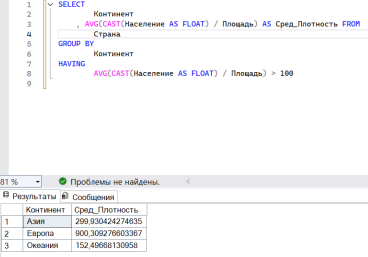 1 SELECT
2 Континент
3 , AVG(CAST(Население AS FLOAT) / Площадь) AS Сред_Плотность FROM
4 Страна
5 GROUP BY
6 Континент
7 HAVING
8 AVG(CAST(Население AS FLOAT) / Площадь) > 100
9
81 % Проблемы не найдены.
Результаты Сообщения
Континент Сред_Плотность
1 Азия 299,930424274635
2 Европа 900,309276603367
3 Океания 152,49668130958